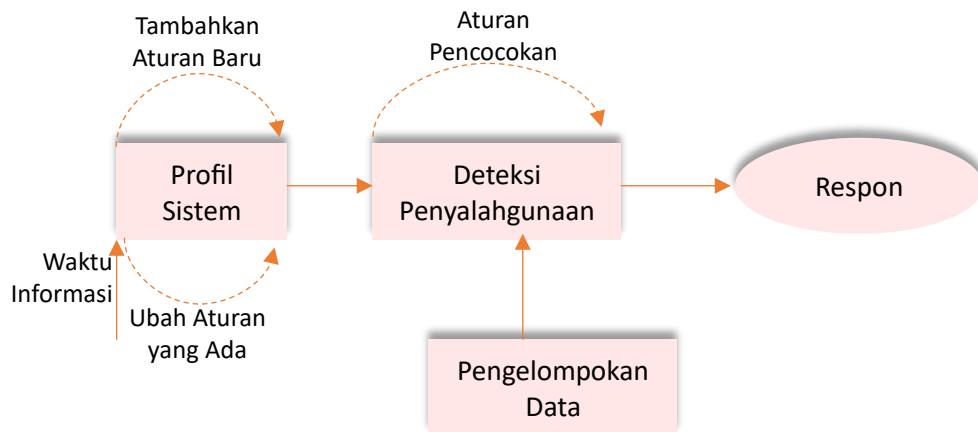 Tambahkan
Aturan Baru
Aturan
Pencocokan
Profil
Sistem
Deteksi
Penyalahgunaan
Respon
Waktu
Informasi
Ubah Aturan
yang Ada
Pengelompokan
Data